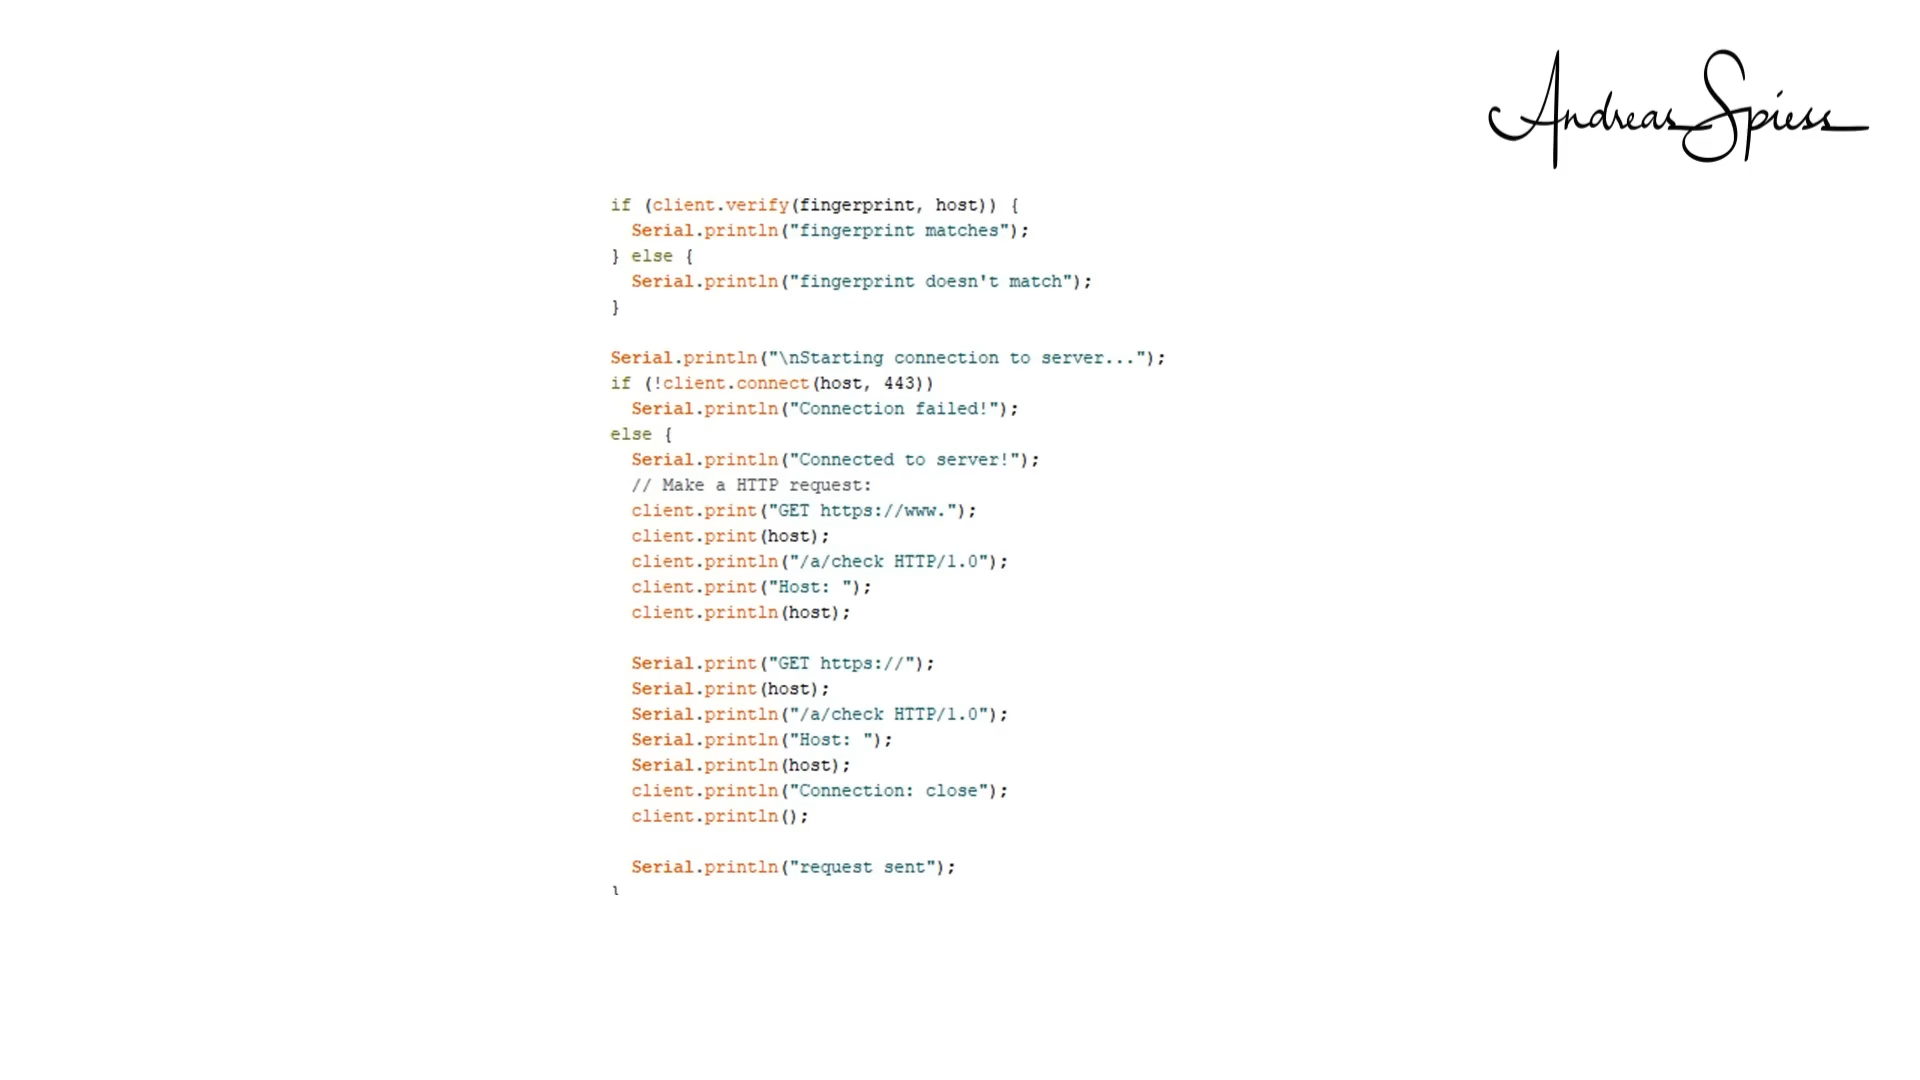 Andreas Spiess
if (client.verify(fingerprint, host)) {
  Serial.println("fingerprint matches");
} else {
  Serial.println("fingerprint doesn't match");
}

Serial.println("\nStarting connection to server...");
if (!client.connect(host, 443))
  Serial.println("Connection failed!");
else {
  Serial.println("Connected to server!");
  // Make a HTTP request:
  client.print("GET https://www.");
  client.print(host);
  client.println("/a/check HTTP/1.0");
  client.print("Host: ");
  client.println(host);

  Serial.print("GET https://");
  Serial.print(host);
  Serial.println("/a/check HTTP/1.0");
  Serial.println("Host: ");
  Serial.println(host);
  client.println("Connection: close");
  client.println();

  Serial.println("request sent");
}